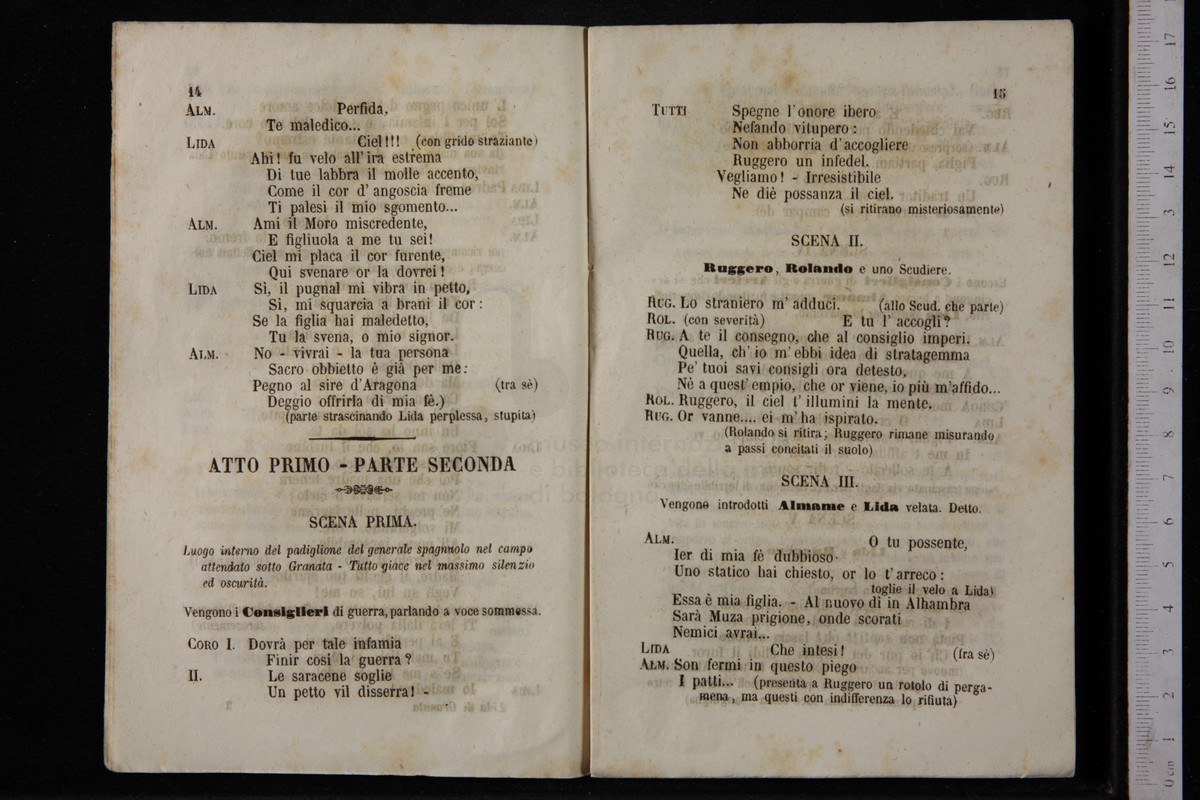 14
ALM. Perfida,
Te maledico...
LIDA Ciel!!! (con grido straziante)
Ahi! fu velo all'ira estrema
Di tue labbra il molle accento,
Come il cor d'angoscia freme
Ti palesi il mio sgomento...
ALM. Ami il Moro miscredente,
E figliuola a me tu sei!
Ciel mi placa il cor furente,
Qui svenare or la dovrei!
LIDA Sì, il pugnal mi vibra in petto,
Si, mi squarcia a brani il cor:
Se la figlia hai maledetto,
Tu la svena, o mio signor.
ALM. No - vivrai - la tua persona
Sacro obbietto è già per me:
Pegno al sire d'Aragona (tra sè)
Deggio offrirla di mia fè.)
(parte strascinando Lida perplessa, stupita)
ATTO PRIMO - PARTE SECONDA
SCENA PRIMA.
Luogo interno del padiglione del generale spagnuolo nel campo
attendato sotto Granata - Tutto giace nel massimo silenzio
ed oscurità.
Vengono i Consiglieri di guerra, parlando a voce sommessa.
CORO I. Dovrà per tale infamia
Finir così la guerra?
II. Le saracene soglie
Un petto vil disserra! -
15
TUTTI Spegne l'onore ibero
Nefando vitupero:
Non abborria d'accogliere
Ruggero un infedel.
Vegliamo! - Irresistibile
Ne diè possanza il ciel.
(si ritirano misteriosamente)
SCENA II.
Ruggero, Rolando e uno Scudiere.
RUG. Lo straniero m'adduci. (allo Scud. che parte)
ROL. (con severità) E tu l'accogli?
RUG. A te il consegno, che al consiglio imperi.
Quella, ch'io m'ebbi idea di stratagemma
Pe' tuoi savi consigli ora detesto,
Nè a quest'empio, che or viene, io più m'affido...
ROL. Ruggero, il ciel t'illumini la mente.
RUG. Or vanne.... ei m'ha ispirato.
(Rolando si ritira; Ruggero rimane misurando
a passi concitati il suolo)
SCENA III.
Vengono introdotti Almanne e Lida velata. Detto.
ALM. O tu possente,
Ier di mia fè dubbioso
Uno statico hai chiesto, or lo t'arreco:
toglie il velo a Lida)
Essa è mia figlia. - Al nuovo dì in Alhambra
Sarà Muza prigione, onde scorati
Nemici avrai...
LIDA Che intesi! (fra sè)
ALM. Son fermi in questo piego
I patti... (presenta a Ruggero un rotolo di perga-
mena, ma questi con indifferenza lo rifiuta)